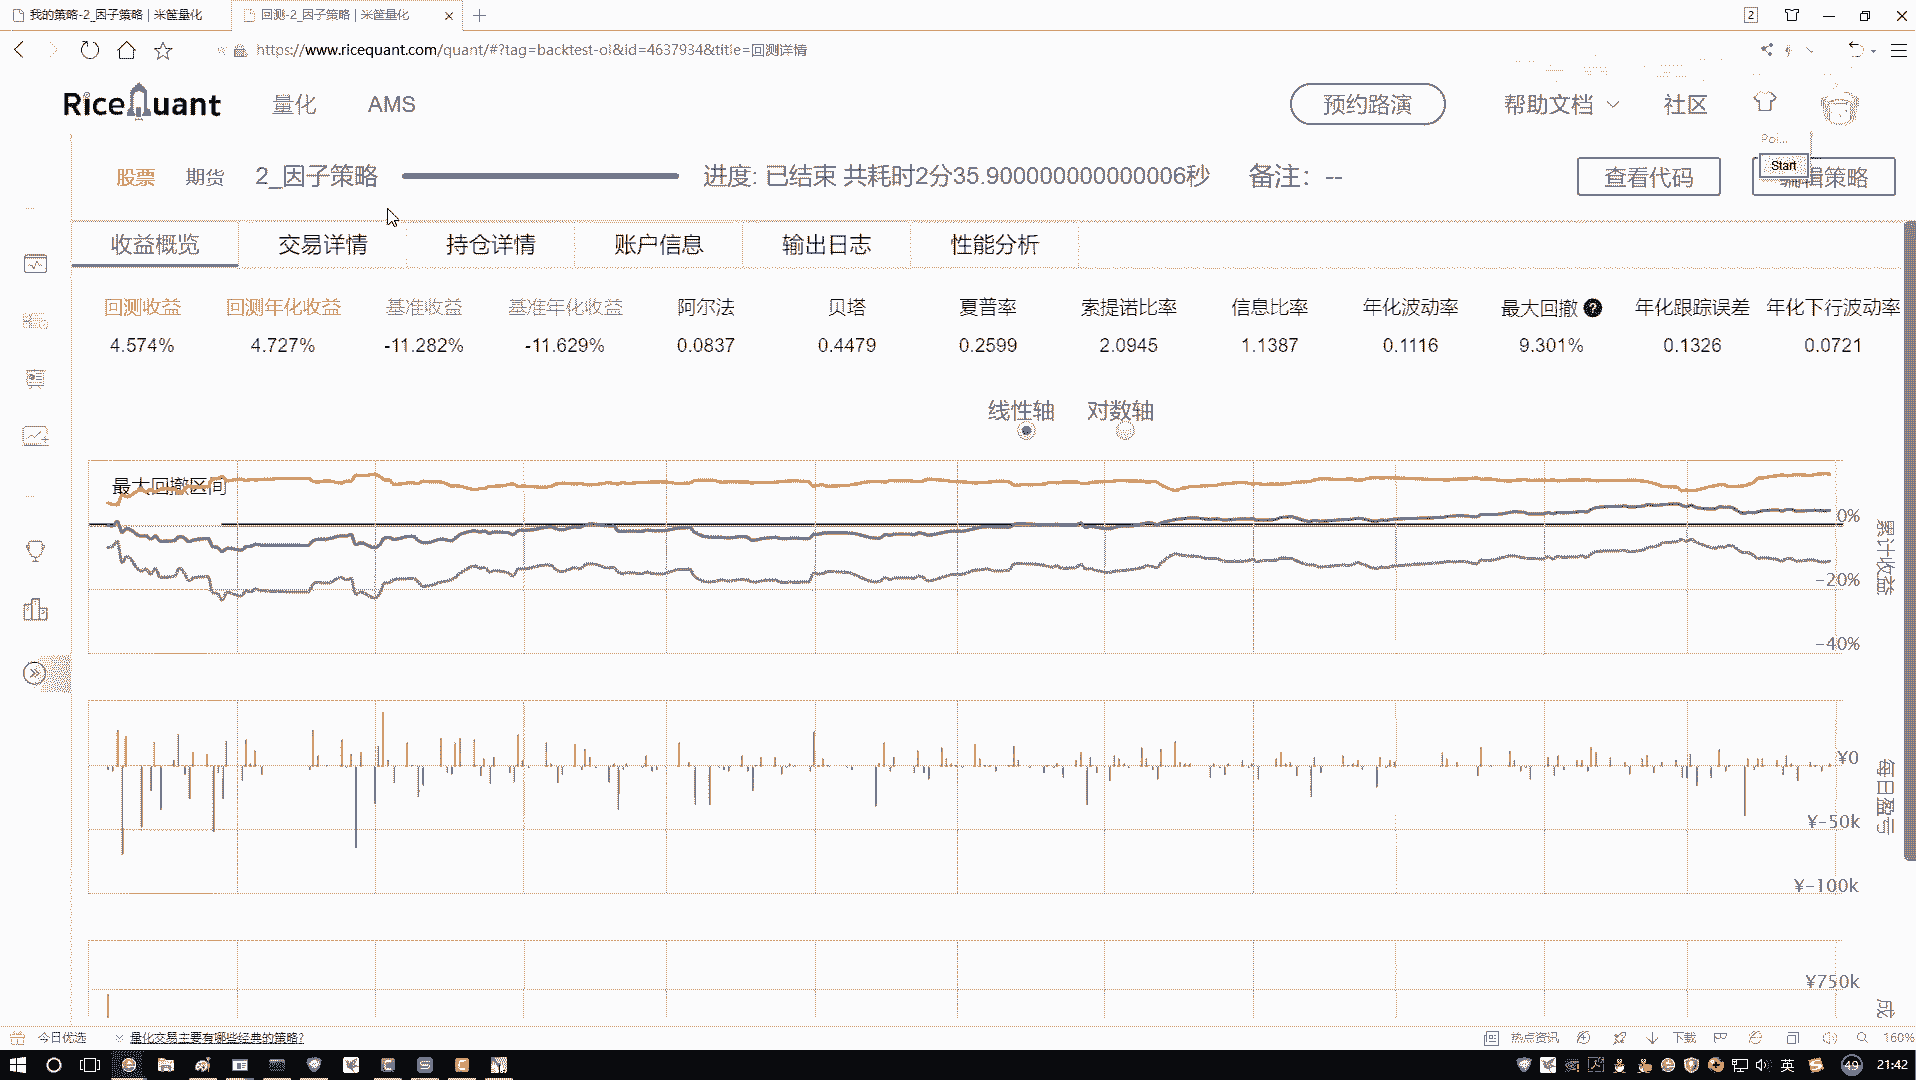 我的策略-2_因子策略 | 米筐量化
回测-2_因子策略 | 米筐量化
2
https://www.ricequant.com/quant/#?tag=backtest-ol&id=4637934&title=回测详情
RiceQuant
量化
AMS
预约路演
帮助文档
社区
Poi...
Start
股票
期货
2_因子策略
进度: 已结束 共耗时2分35.900000000000006秒
备注: --
查看代码
编辑策略
收益概览
交易详情
持仓详情
账户信息
输出日志
性能分析
回测收益 回测年化收益 基准收益 基准年化收益 阿尔法 贝塔 夏普率 索提诺比率 信息比率 年化波动率 最大回撤 ? 年化跟踪误差 年化下行波动率
4.574% 4.727% -11.282% -11.629% 0.0837 0.4479 0.2599 2.0945 1.1387 0.1116 9.301% 0.1326 0.0721
线性轴 对数轴
最大回撤区间
0%
-20%
-40%
累计收益
¥0
¥-50k
¥-100k
每日盈亏
¥750k
成
今日优选
量化交易主要有哪些经典的策略?
热点资讯
下载
160%
英
49
21:42